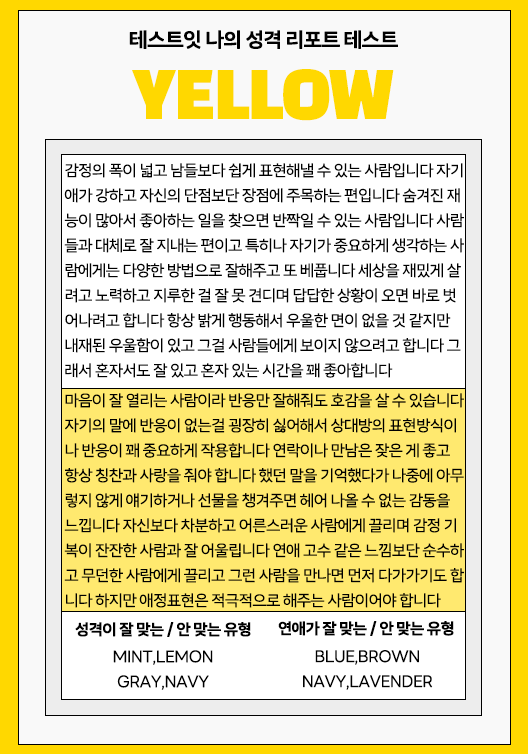 테스트잇 나의 성격 리포트 테스트
YELLOW
감정의 폭이 넓고 남들보다 쉽게 표현해낼 수 있는 사람입니다 자기
애가 강하고 자신의 단점보단 장점에 주목하는 편입니다 숨겨진 재
능이 많아서 좋아하는 일을 찾으면 반짝일 수 있는 사람입니다 사람
들과 대체로 잘 지내는 편이고 특히나 자기가 중요하게 생각하는 사
람에게는 다양한 방법으로 잘해주고 또 베풉니다 세상을 재밌게 살
려고 노력하고 지루한 걸 잘 못 견디며 답답한 상황이 오면 바로 벗
어나려고 합니다 항상 밝게 행동해서 우울한 면이 없을 것 같지만
내재된 우울함이 있고 그걸 사람들에게 보이지 않으려고 합니다 그
래서 혼자서도 잘 있고 혼자 있는 시간을 꽤 좋아합니다
마음이 잘 열리는 사람이라 반응만 잘해줘도 호감을 살 수 있습니다
자기의 말에 반응이 없는걸 굉장히 싫어해서 상대방의 표현방식이
나 반응이 꽤 중요하게 작용합니다 연락이나 만남은 잦은 게 좋고
항상 칭찬과 사랑을 줘야 합니다 했던 말을 기억했다가 나중에 아무
렇지 않게 얘기하거나 선물을 챙겨주면 헤어 나올 수 없는 감동을
느낍니다 자신보다 차분하고 어른스러운 사람에게 끌리며 감정 기
복이 잔잔한 사람과 잘 어울립니다 연애 고수 같은 느낌보단 순수하
고 무던한 사람에게 끌리고 그런 사람을 만나면 먼저 다가가기도 합
니다 하지만 애정표현은 적극적으로 해주는 사람이어야 합니다
성격이 잘 맞는 / 안 맞는 유형
MINT,LEMON
GRAY,NAVY
연애가 잘 맞는 / 안 맞는 유형
BLUE,BROWN
NAVY,LAVENDER